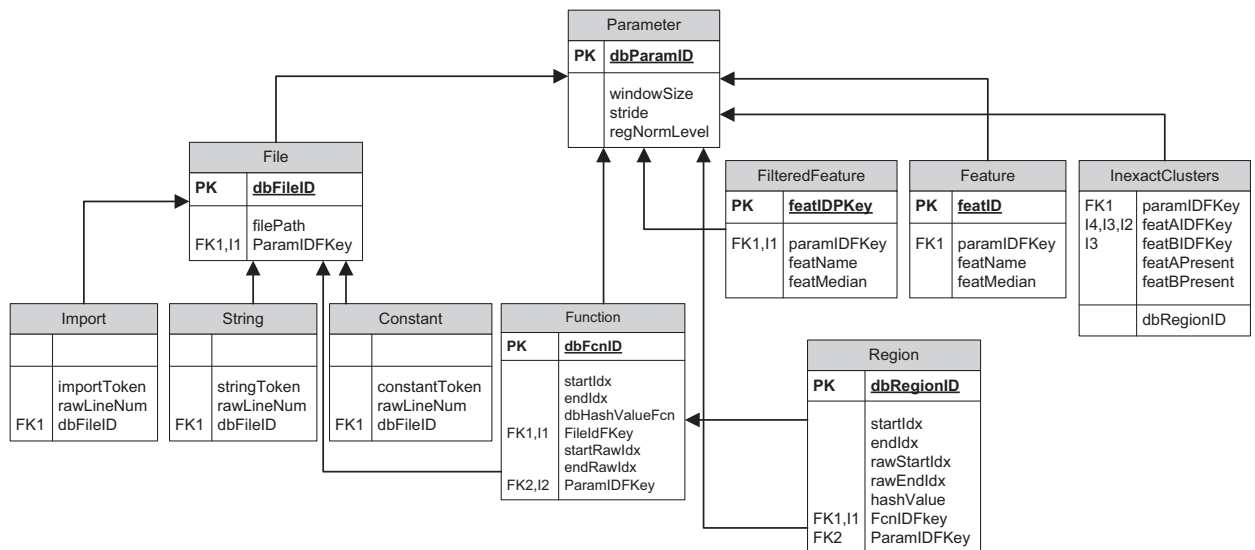 Parameter
PK dbParamID
windowSize
stride
regNormLevel
File
PK dbFileID
filePath
FK1,I1 ParamIDFKey
FilteredFeature
PK featIDPKey
FK1,I1 paramIDFKey
featName
featMedian
Feature
PK featID
FK1 paramIDFKey
featName
featMedian
InexactClusters
FK1 paramIDFKey
I4,I3,I2 featAIDFKey
I3 featBIDFKey
featAPresent
featBPresent
dbRegionID
Import
importToken
rawLineNum
FK1 dbFileID
String
stringToken
rawLineNum
FK1 dbFileID
Constant
constantToken
rawLineNum
FK1 dbFileID
Function
PK dbFcnID
startIdx
endIdx
dbHashValueFcn
FK1,I1 FileIdFKey
startRawIdx
endRawIdx
FK2,I2 ParamIDFKey
Region
PK dbRegionID
startIdx
endIdx
rawStartIdx
rawEndIdx
hashValue
FK1,I1 FcnIDFkey
FK2 ParamIDFKey